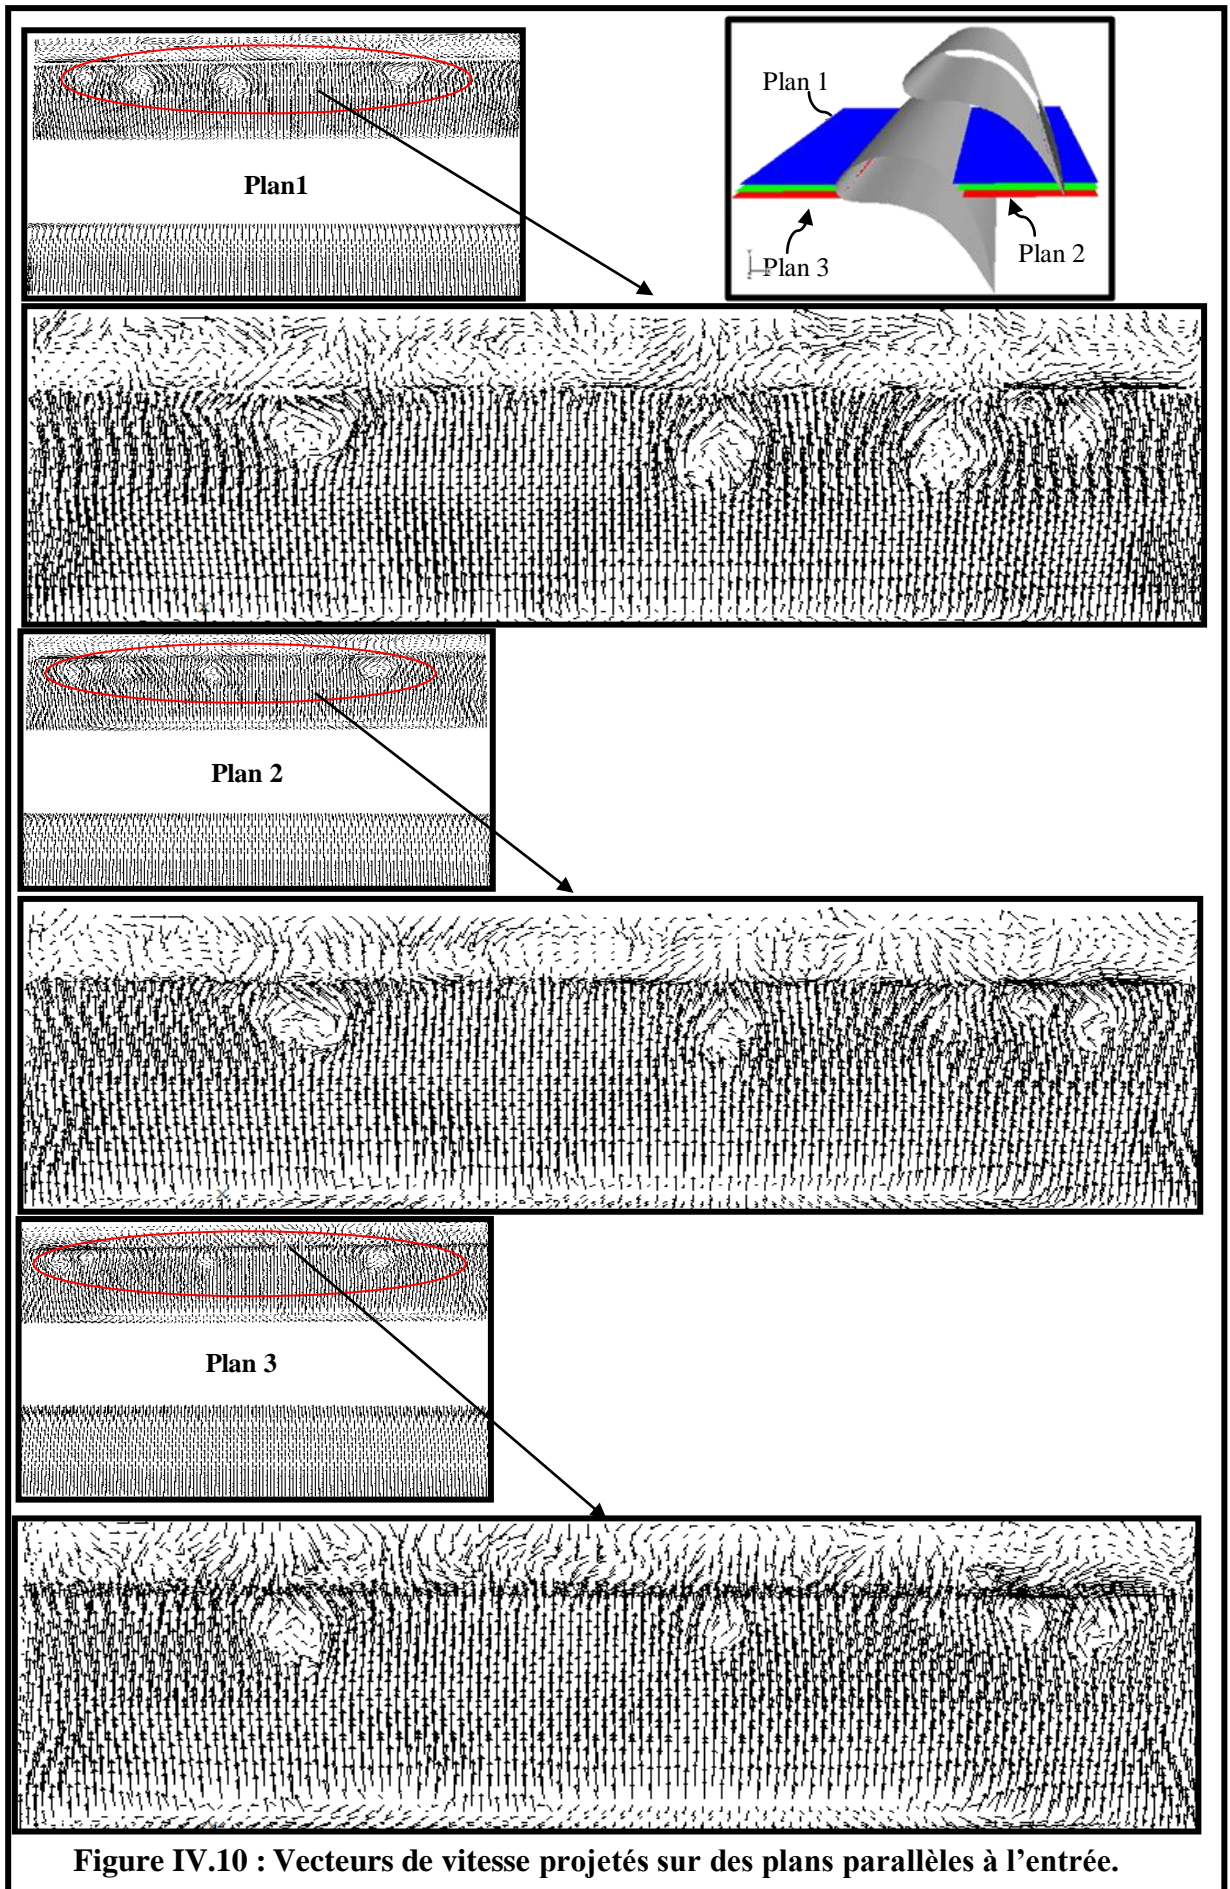 Plan1
Plan 1
Plan 2
Plan 3
Plan 2
Plan 3
Figure IV.10 : Vecteurs de vitesse projetés sur des plans parallèles à l’entrée.